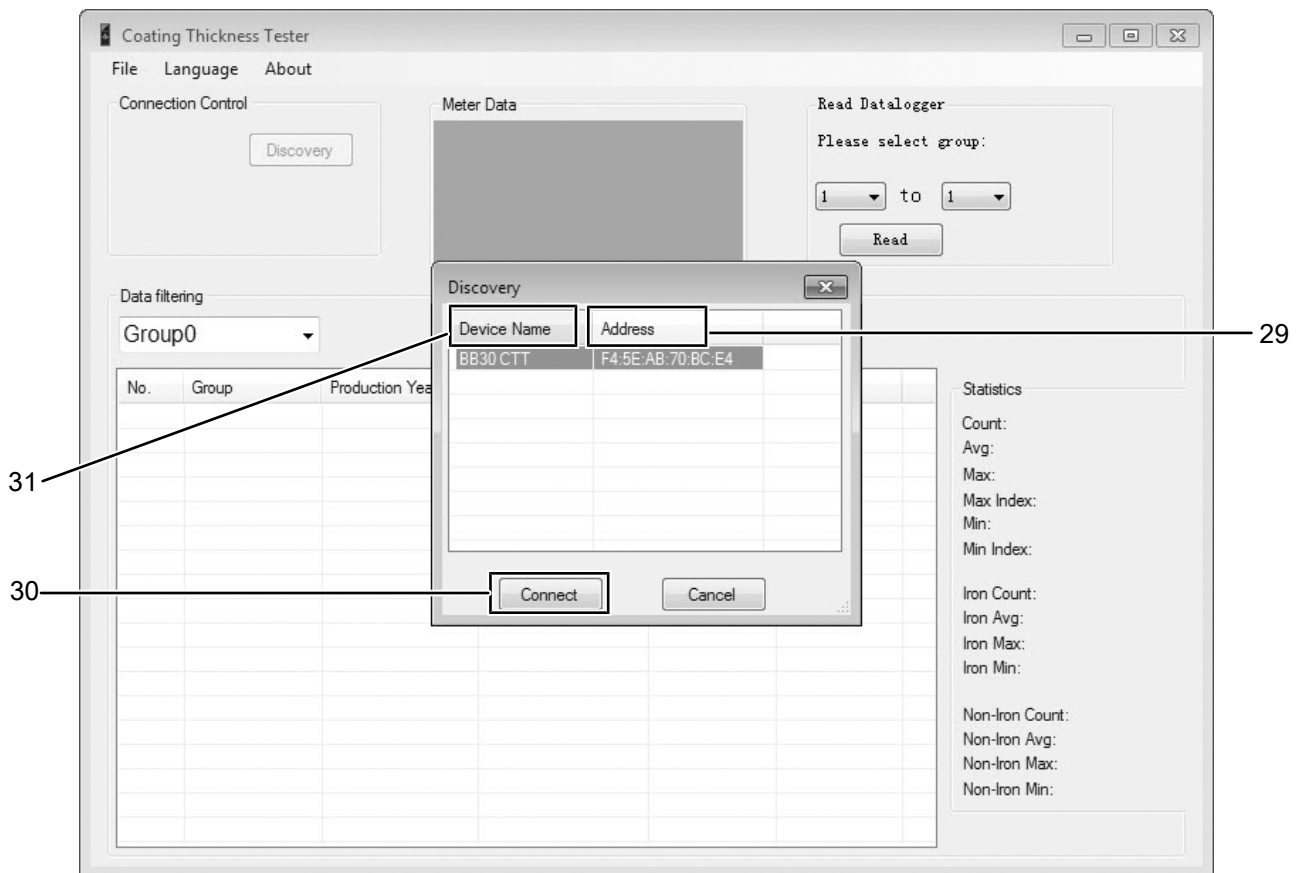 Coating Thickness Tester
File Language About
Connection Control
Discovery
Meter Data
Read Datalogger
Please select group:
1 to 1
Read
Data filtering
Group0
No. Group Production Yea
Discovery
Device Name Address
BB30 CTT F4:5E:AB:70:BC:E4
Connect Cancel
29
31
30
Statistics
Count:
Avg:
Max:
Max Index:
Min:
Min Index:
Iron Count:
Iron Avg:
Iron Max:
Iron Min:
Non-Iron Count:
Non-Iron Avg:
Non-Iron Max:
Non-Iron Min: